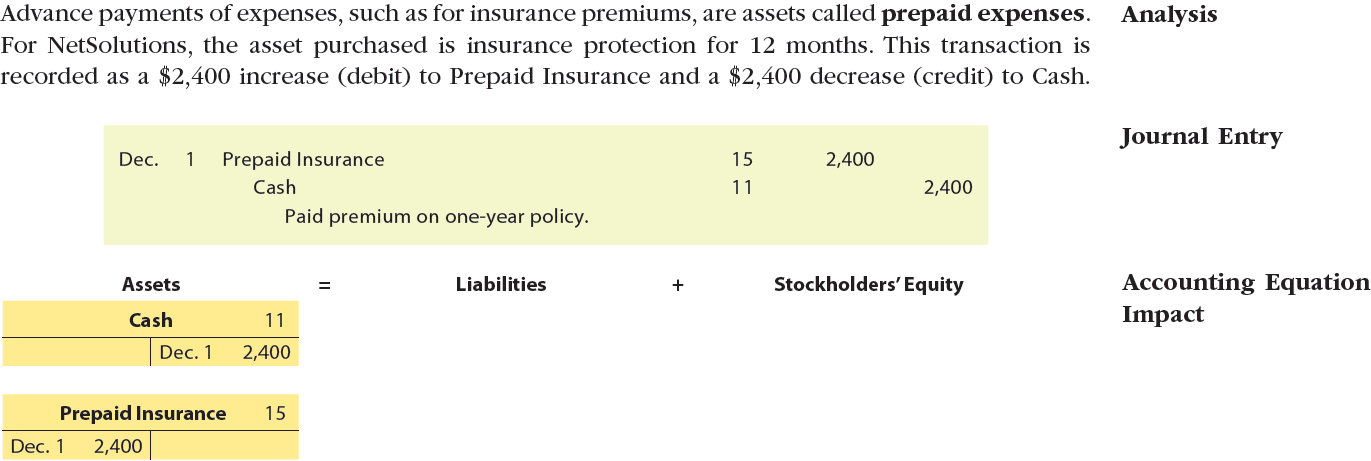 Advance payments of expenses, such as for insurance premiums, are assets called prepaid expenses.
For NetSolutions, the asset purchased is insurance protection for 12 months. This transaction is
recorded as a $2,400 increase (debit) to Prepaid Insurance and a $2,400 decrease (credit) to Cash.
Analysis
Journal Entry
Dec. 1 Prepaid Insurance 15 2,400
Cash 11 2,400
Paid premium on one-year policy.
Accounting Equation
Impact
Assets = Liabilities + Stockholders’ Equity
Cash 11
Dec. 1 2,400
Prepaid Insurance 15
Dec. 1 2,400